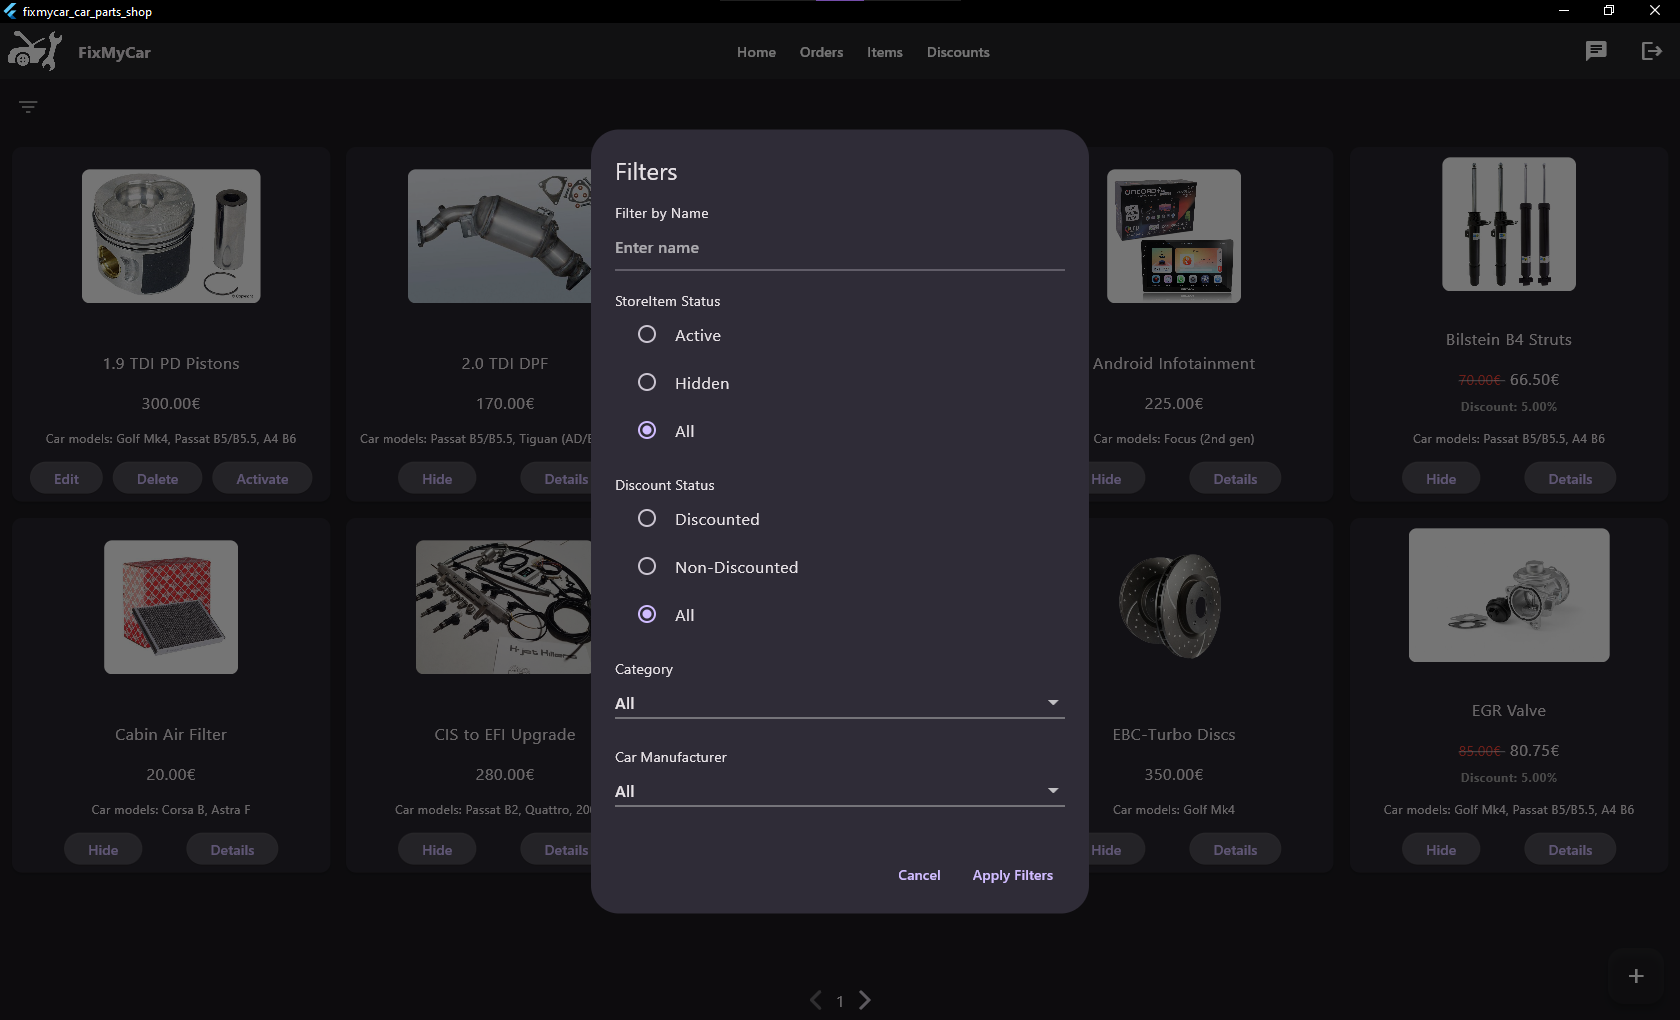 fixmycar_car_parts_shop
FixMyCar
Home Orders Items Discounts
Filters
Filter by Name
Enter name
StoreItem Status
Active
Hidden
All
Discount Status
Discounted
Non-Discounted
All
Category
All
Car Manufacturer
All
Cancel Apply Filters
1.9 TDI PD Pistons
300.00€
Car models: Golf Mk4, Passat B5/B5.5, A4 B6
Edit Delete Activate
2.0 TDI DPF
170.00€
Car models: Passat B5/B5.5, Tiguan (AD/
Hide Details
Android Infotainment
225.00€
Car models: Focus (2nd gen)
Hide Details
Bilstein B4 Struts
70.00€ 66.50€
Discount: 5.00%
Car models: Passat B5/B5.5, A4 B6
Hide Details
Cabin Air Filter
20.00€
Car models: Corsa B, Astra F
Hide Details
CIS to EFI Upgrade
280.00€
Car models: Passat B2, Quattro, 20
Hide Details
EBC-Turbo Discs
350.00€
Car models: Golf Mk4
Hide Details
EGR Valve
85.00€ 80.75€
Discount: 5.00%
Car models: Golf Mk4, Passat B5/B5.5, A4 B6
Hide Details
1